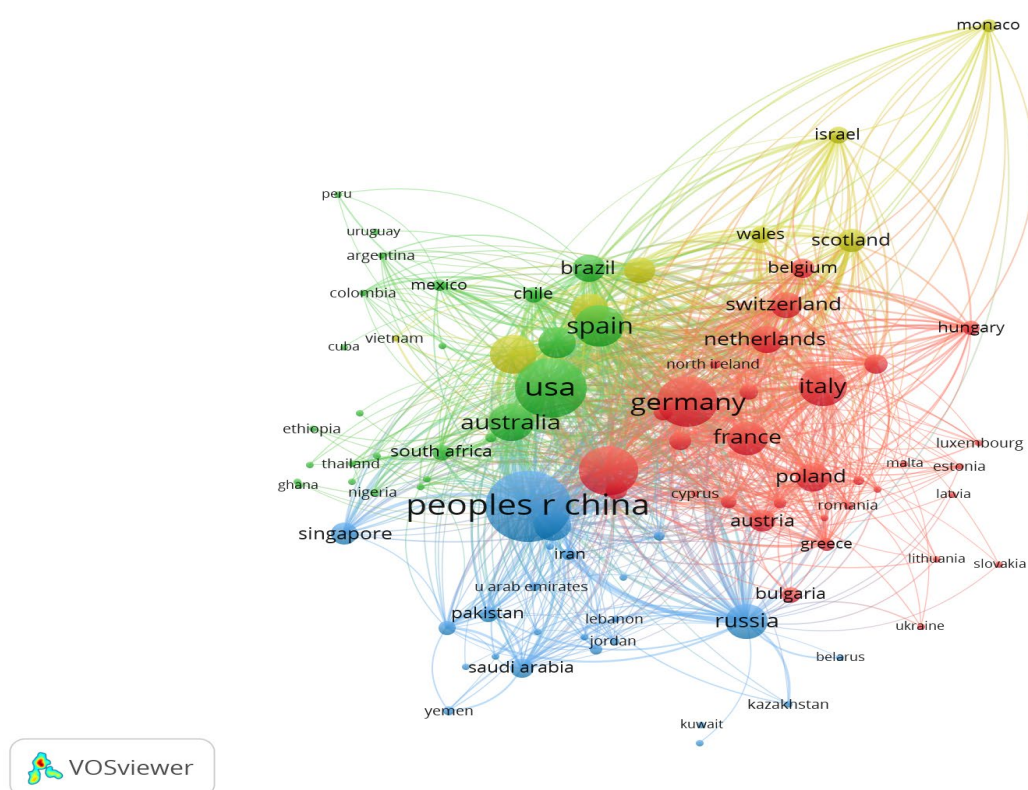 monaco
israel
peru
uruguay
wales
scotland
argentina
brazil
belgium
mexico
colombia
chile
switzerland
spain
hungary
vietnam
netherlands
cuba
north ireland
usa
italy
germany
australia
ethiopia
france
luxembourg
south africa
thailand
malta
estonia
poland
ghana
nigeria
cyprus
latvia
peoples r china
romania
austria
singapore
greece
iran
lithuania
slovakia
u arab emirates
bulgaria
pakistan
lebanon
russia
ukraine
jordan
belarus
saudi arabia
kazakhstan
yemen
kuwait
VOSviewer